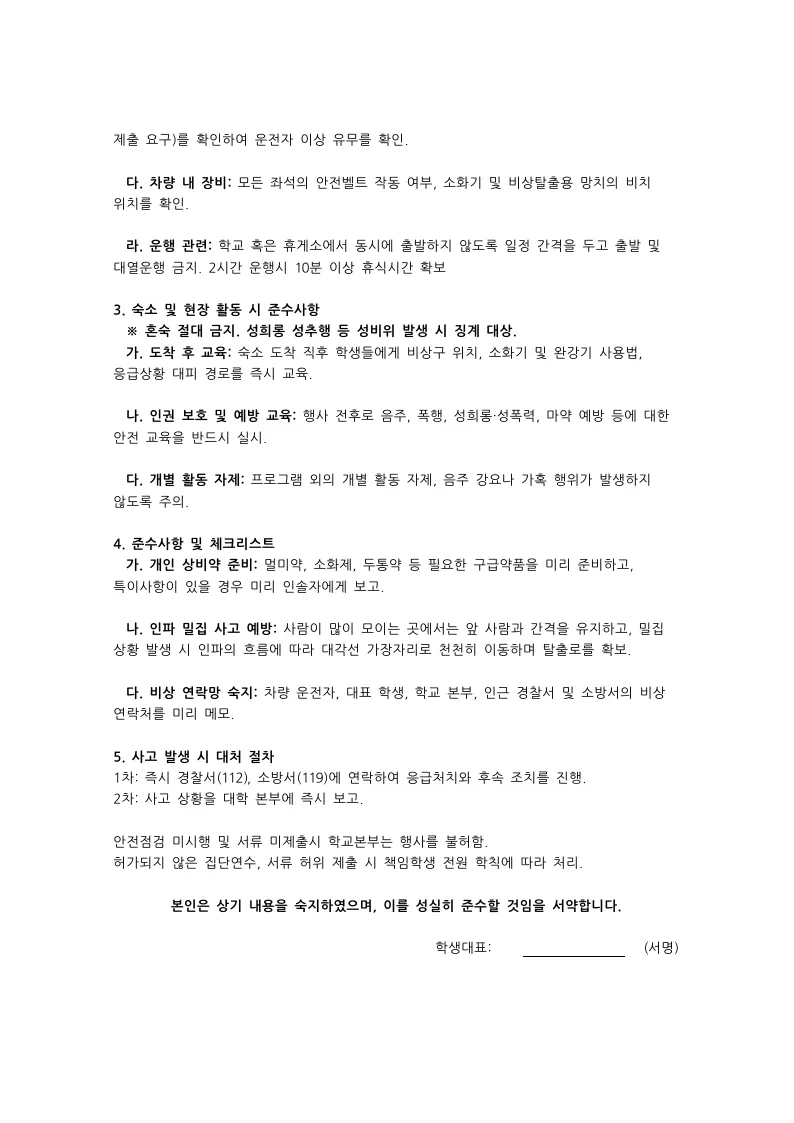 제출 요구)를 확인하여 운전자 이상 유무를 확인.
다. 차량 내 장비: 모든 좌석의 안전벨트 작동 여부, 소화기 및 비상탈출용 망치의 비치
위치를 확인.
라. 운행 관련: 학교 혹은 휴게소에서 동시에 출발하지 않도록 일정 간격을 두고 출발 및
대열운행 금지. 2시간 운행시 10분 이상 휴식시간 확보
3. 숙소 및 현장 활동 시 준수사항
※ 혼숙 절대 금지. 성희롱 성추행 등 성비위 발생 시 징계 대상.
가. 도착 후 교육: 숙소 도착 직후 학생들에게 비상구 위치, 소화기 및 완강기 사용법,
응급상황 대피 경로를 즉시 교육.
나. 인권 보호 및 예방 교육: 행사 전후로 음주, 폭행, 성희롱·성폭력, 마약 예방 등에 대한
안전 교육을 반드시 실시.
다. 개별 활동 자제: 프로그램 외의 개별 활동 자제, 음주 강요나 가혹 행위가 발생하지
않도록 주의.
4. 준수사항 및 체크리스트
가. 개인 상비약 준비: 멀미약, 소화제, 두통약 등 필요한 구급약품을 미리 준비하고,
특이사항이 있을 경우 미리 인솔자에게 보고.
나. 인파 밀집 사고 예방: 사람이 많이 모이는 곳에서는 앞 사람과 간격을 유지하고, 밀집
상황 발생 시 인파의 흐름에 따라 대각선 가장자리로 천천히 이동하며 탈출로를 확보.
다. 비상 연락망 숙지: 차량 운전자, 대표 학생, 학교 본부, 인근 경찰서 및 소방서의 비상
연락처를 미리 메모.
5. 사고 발생 시 대처 절차
1차: 즉시 경찰서(112), 소방서(119)에 연락하여 응급처치와 후속 조치를 진행.
2차: 사고 상황을 대학 본부에 즉시 보고.
안전점검 미시행 및 서류 미제출시 학교본부는 행사를 불허함.
허가되지 않은 집단연수, 서류 허위 제출 시 책임학생 전원 학칙에 따라 처리.
본인은 상기 내용을 숙지하였으며, 이를 성실히 준수할 것임을 서약합니다.
학생대표: (서명)